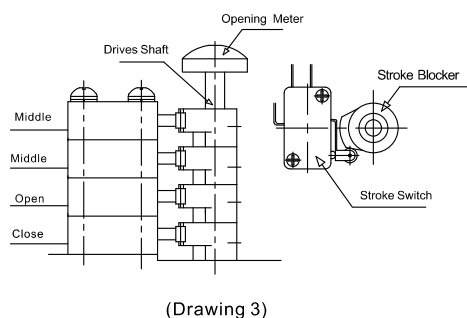 Opening Meter
Drives Shaft
Stroke Blocker
Middle
Middle
Open
Stroke Switch
Close
(Drawing 3)